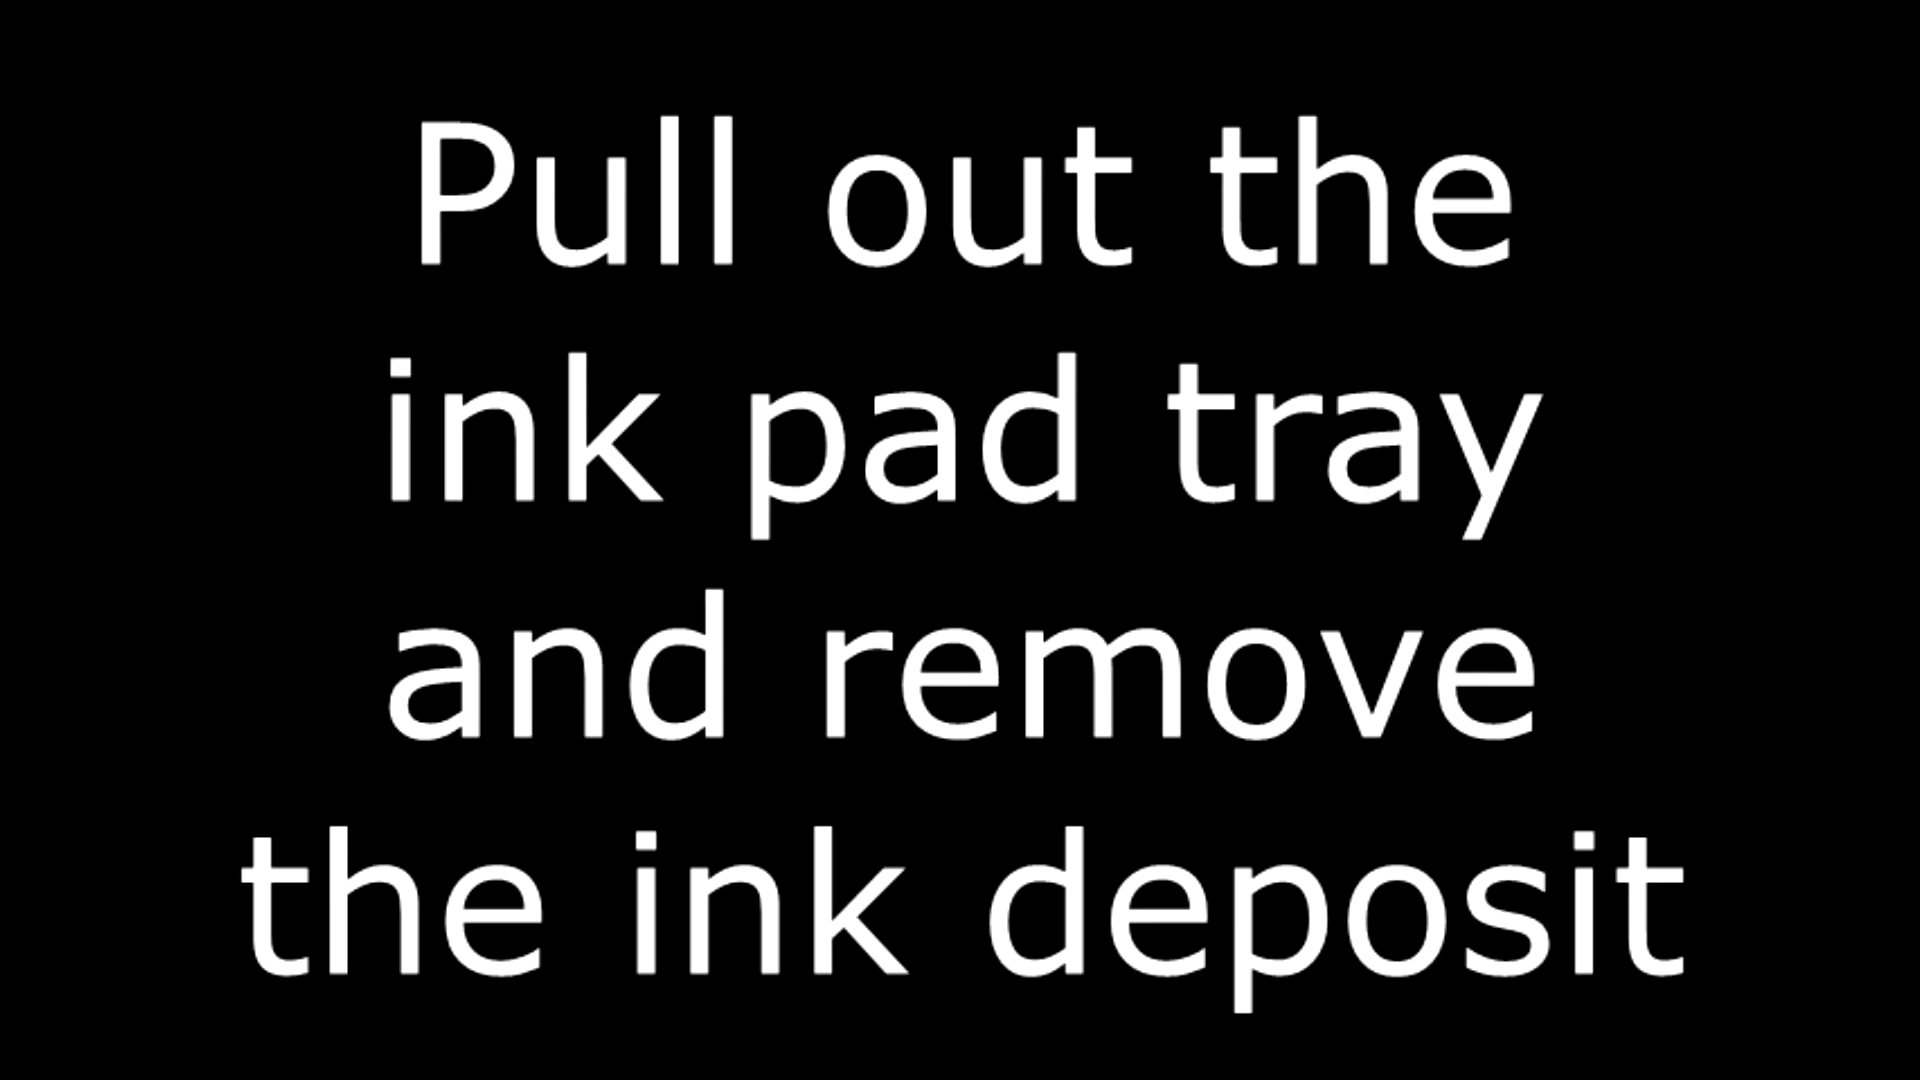 Pull out the
ink pad tray
and remove
the ink deposit